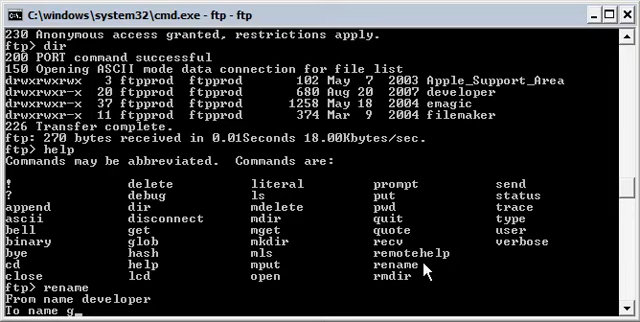 C:\windows\system32\cmd.exe - ftp - ftp
230 Anonymous access granted, restrictions apply.
ftp> dir
200 PORT command successful
150 Opening ASCII mode data connection for file list
drwxrwxrwx 3 ftpprod ftpprod 102 May 7 2003 Apple_Support_Area
drwxrwxr-x 20 ftpprod ftpprod 680 Aug 20 2007 developer
drwxrwxr-x 37 ftpprod ftpprod 1258 May 18 2004 emagic
drwxrwxr-x 11 ftpprod ftpprod 374 Mar 9 2004 filemaker
226 Transfer complete.
ftp: 270 bytes received in 0.01Seconds 18.00Kbytes/sec.
ftp> help
Commands may be abbreviated. Commands are:
! delete literal prompt send
? debug ls put status
append dir mdelete pwd trace
ascii disconnect mdir quit type
bell get mget quote user
binary glob mkdir recv verbose
bye hash mls remotehelp
cd help mput rename
close lcd open rmdir
ftp> rename
From name developer
To name g_